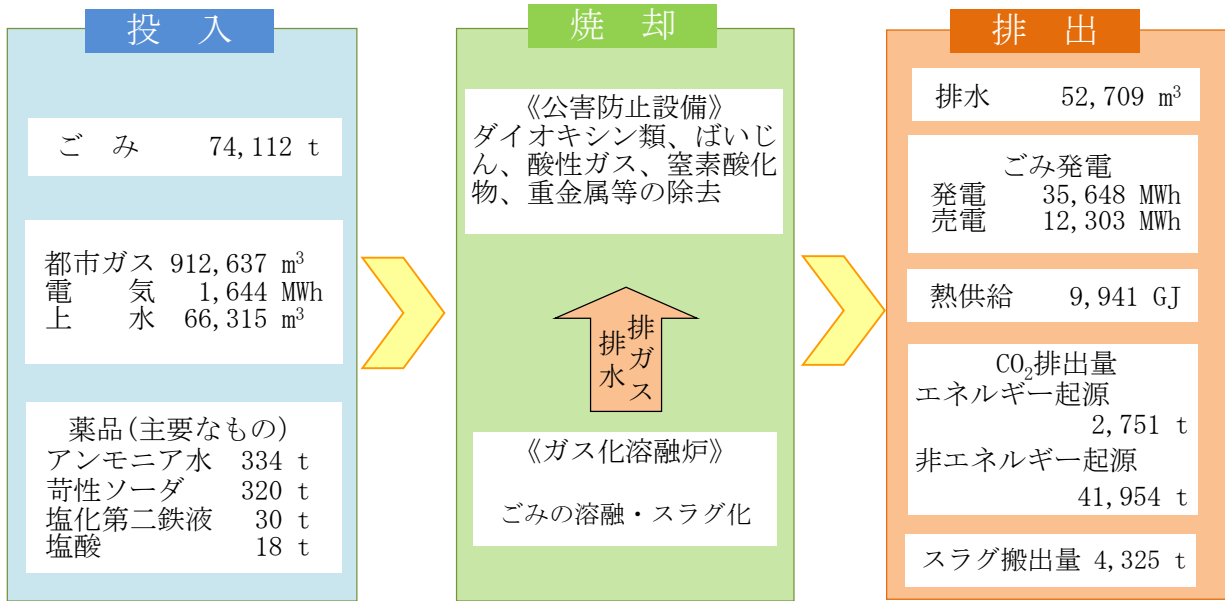 投　入
ご　み　　74,112 t
都市ガス 912,637 m³
電　　気　 1,644 MWh
上　　水　66,315 m³
薬品(主要なもの)
アンモニア水　334 t
苛性ソーダ　　320 t
塩化第二鉄液　 30 t
塩酸　　　　　 18 t
焼　却
《公害防止設備》
ダイオキシン類、ばいじ
ん、酸性ガス、窒素酸化
物、重金属等の除去
排ガス
排水
《ガス化溶融炉》
ごみの溶融・スラグ化
排　出
排水　　52,709 m³
ごみ発電
発電　　35,648 MWh
売電　　12,303 MWh
熱供給　　9,941 GJ
CO₂排出量
エネルギー起源
2,751 t
非エネルギー起源
41,954 t
スラグ搬出量 4,325 t